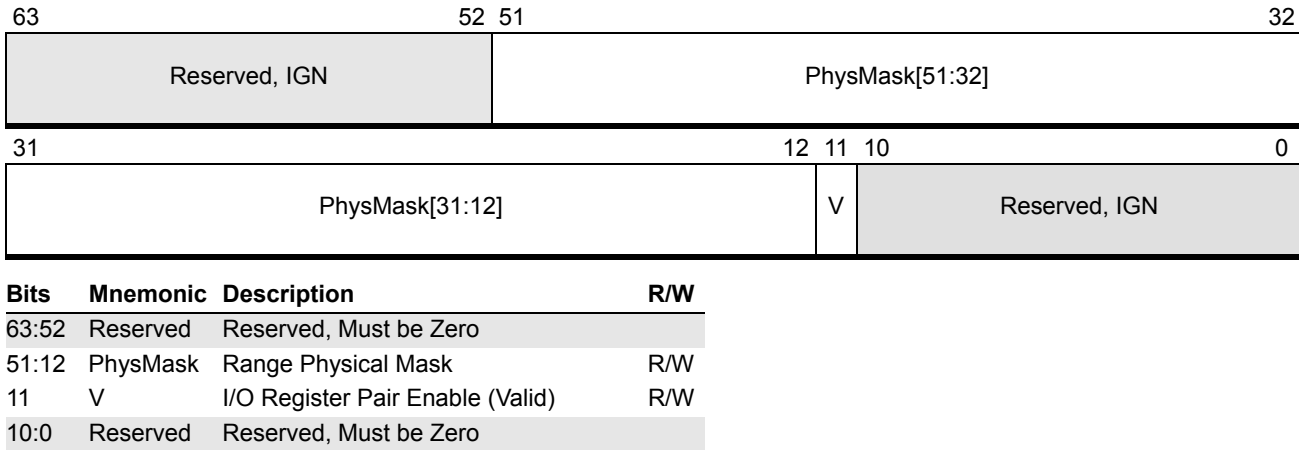 63 52 51 32
Reserved, IGN PhysMask[51:32]
31 12 11 10 0
PhysMask[31:12] V Reserved, IGN
Bits Mnemonic Description R/W
63:52 Reserved Reserved, Must be Zero
51:12 PhysMask Range Physical Mask R/W
11 V I/O Register Pair Enable (Valid) R/W
10:0 Reserved Reserved, Must be Zero